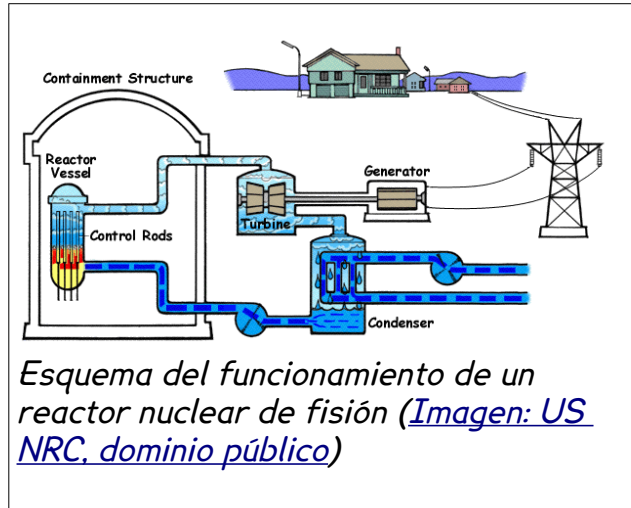 Containment Structure
Reactor
Vessel
Control Rods
Turbine
Generator
Condenser
Esquema del funcionamiento de un
reactor nuclear de fisión (Imagen: US
NRC, dominio público)